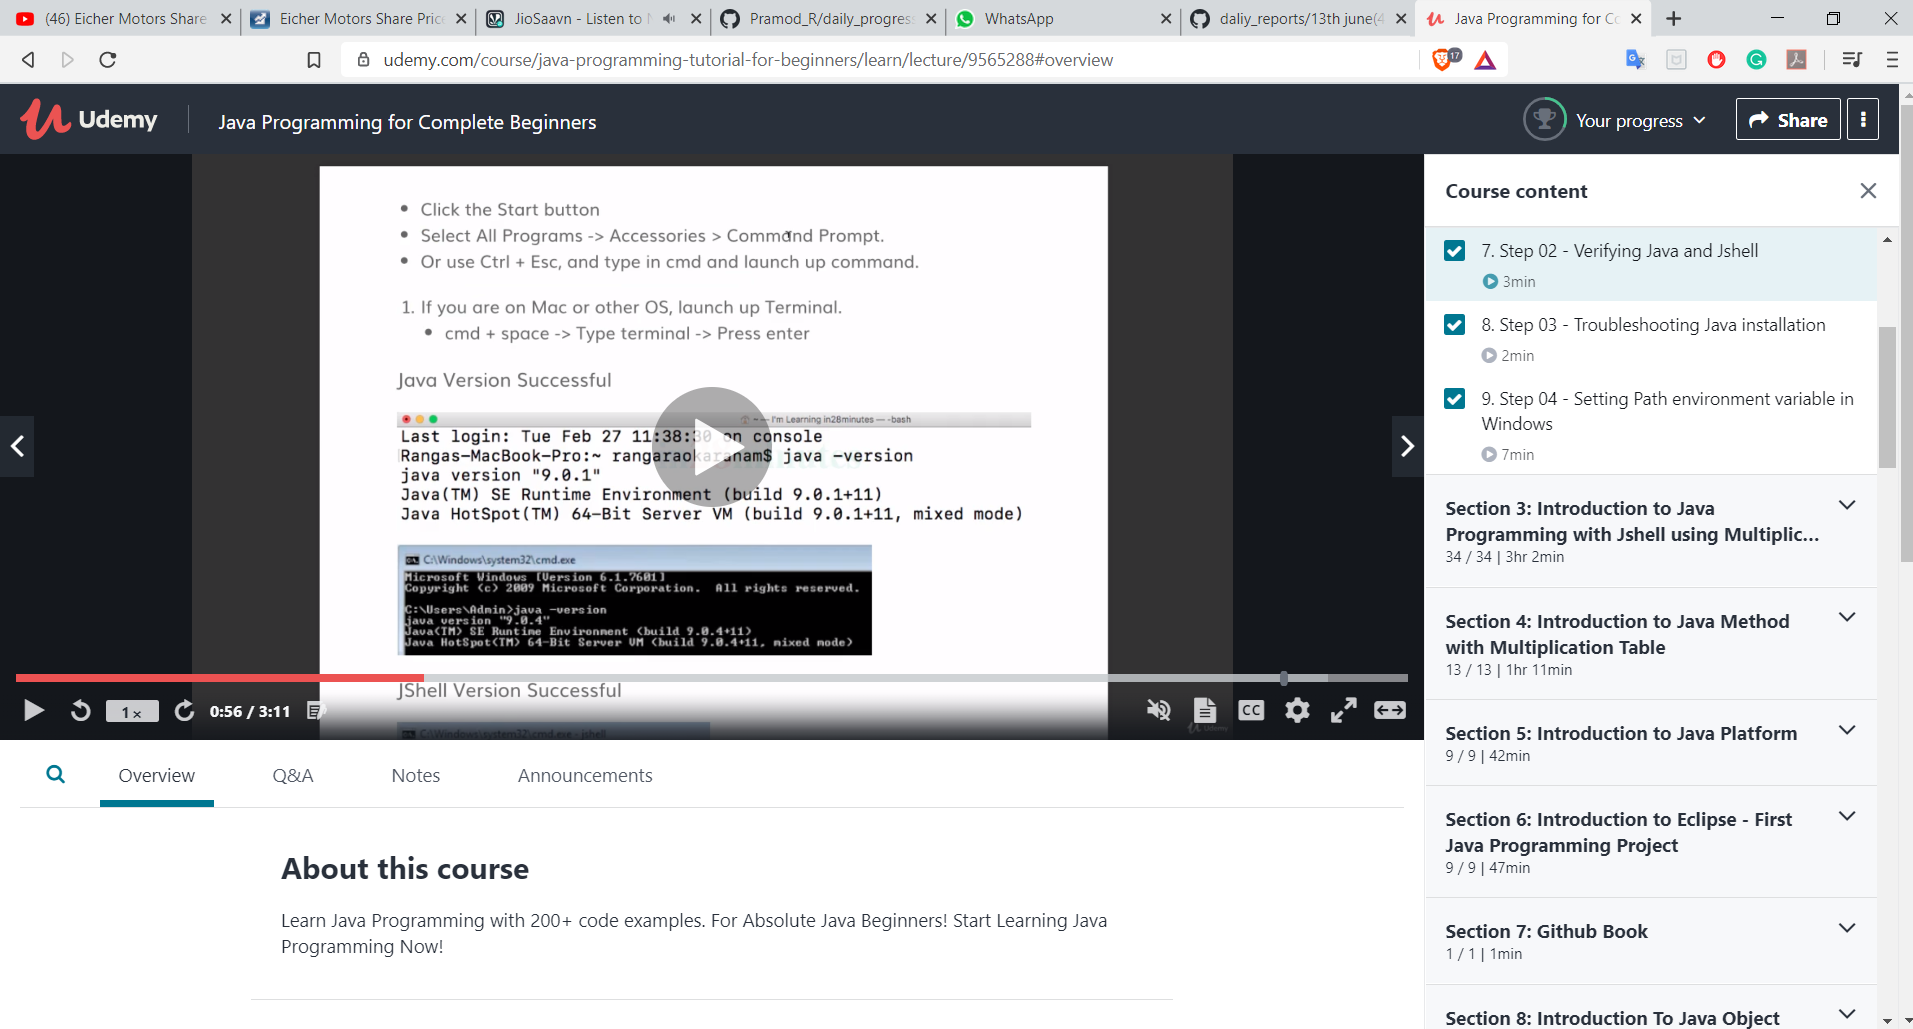 (46) Eicher Motors Share
Eicher Motors Share Pric
JioSaavn - Listen to N
Pramod_R/daily_progres
WhatsApp
daliy_reports/13th june(4
Java Programming for Co
udemy.com/course/java-programming-tutorial-for-beginners/learn/lecture/9565288#overview
17
Udemy
Java Programming for Complete Beginners
Your progress
Share
• Click the Start button
• Select All Programs -> Accessories > Command Prompt.
• Or use Ctrl + Esc, and type in cmd and launch up command.
1. If you are on Mac or other OS, launch up Terminal.
• cmd + space -> Type terminal -> Press enter
Java Version Successful
I'm Learning in28minutes — -bash
Last login: Tue Feb 27 11:38:30 on console
Rangas-MacBook-Pro:~ rangaraokaranam$ java -version
java version "9.0.1"
Java(TM) SE Runtime Environment (build 9.0.1+11)
Java HotSpot(TM) 64-Bit Server VM (build 9.0.1+11, mixed mode)
C:\Windows\system32\cmd.exe
Microsoft Windows [Version 6.1.7601]
Copyright (c) 2009 Microsoft Corporation. All rights reserved.
C:\Users\Admin>java -version
java version "9.0.4"
Java(TM) SE Runtime Environment (build 9.0.4+11)
Java HotSpot(TM) 64-Bit Server VM (build 9.0.4+11, mixed mode)
JShell Version Successful
C:\Windows\system32\cmd.exe - jshell
1x
0:56 / 3:11
CC
Udemy
Overview
Q&A
Notes
Announcements
About this course
Learn Java Programming with 200+ code examples. For Absolute Java Beginners! Start Learning Java
Programming Now!
Course content
7. Step 02 - Verifying Java and Jshell
3min
8. Step 03 - Troubleshooting Java installation
2min
9. Step 04 - Setting Path environment variable in
Windows
7min
Section 3: Introduction to Java
Programming with Jshell using Multiplic...
34 / 34 | 3hr 2min
Section 4: Introduction to Java Method
with Multiplication Table
13 / 13 | 1hr 11min
Section 5: Introduction to Java Platform
9 / 9 | 42min
Section 6: Introduction to Eclipse - First
Java Programming Project
9 / 9 | 47min
Section 7: Github Book
1 / 1 | 1min
Section 8: Introduction To Java Object